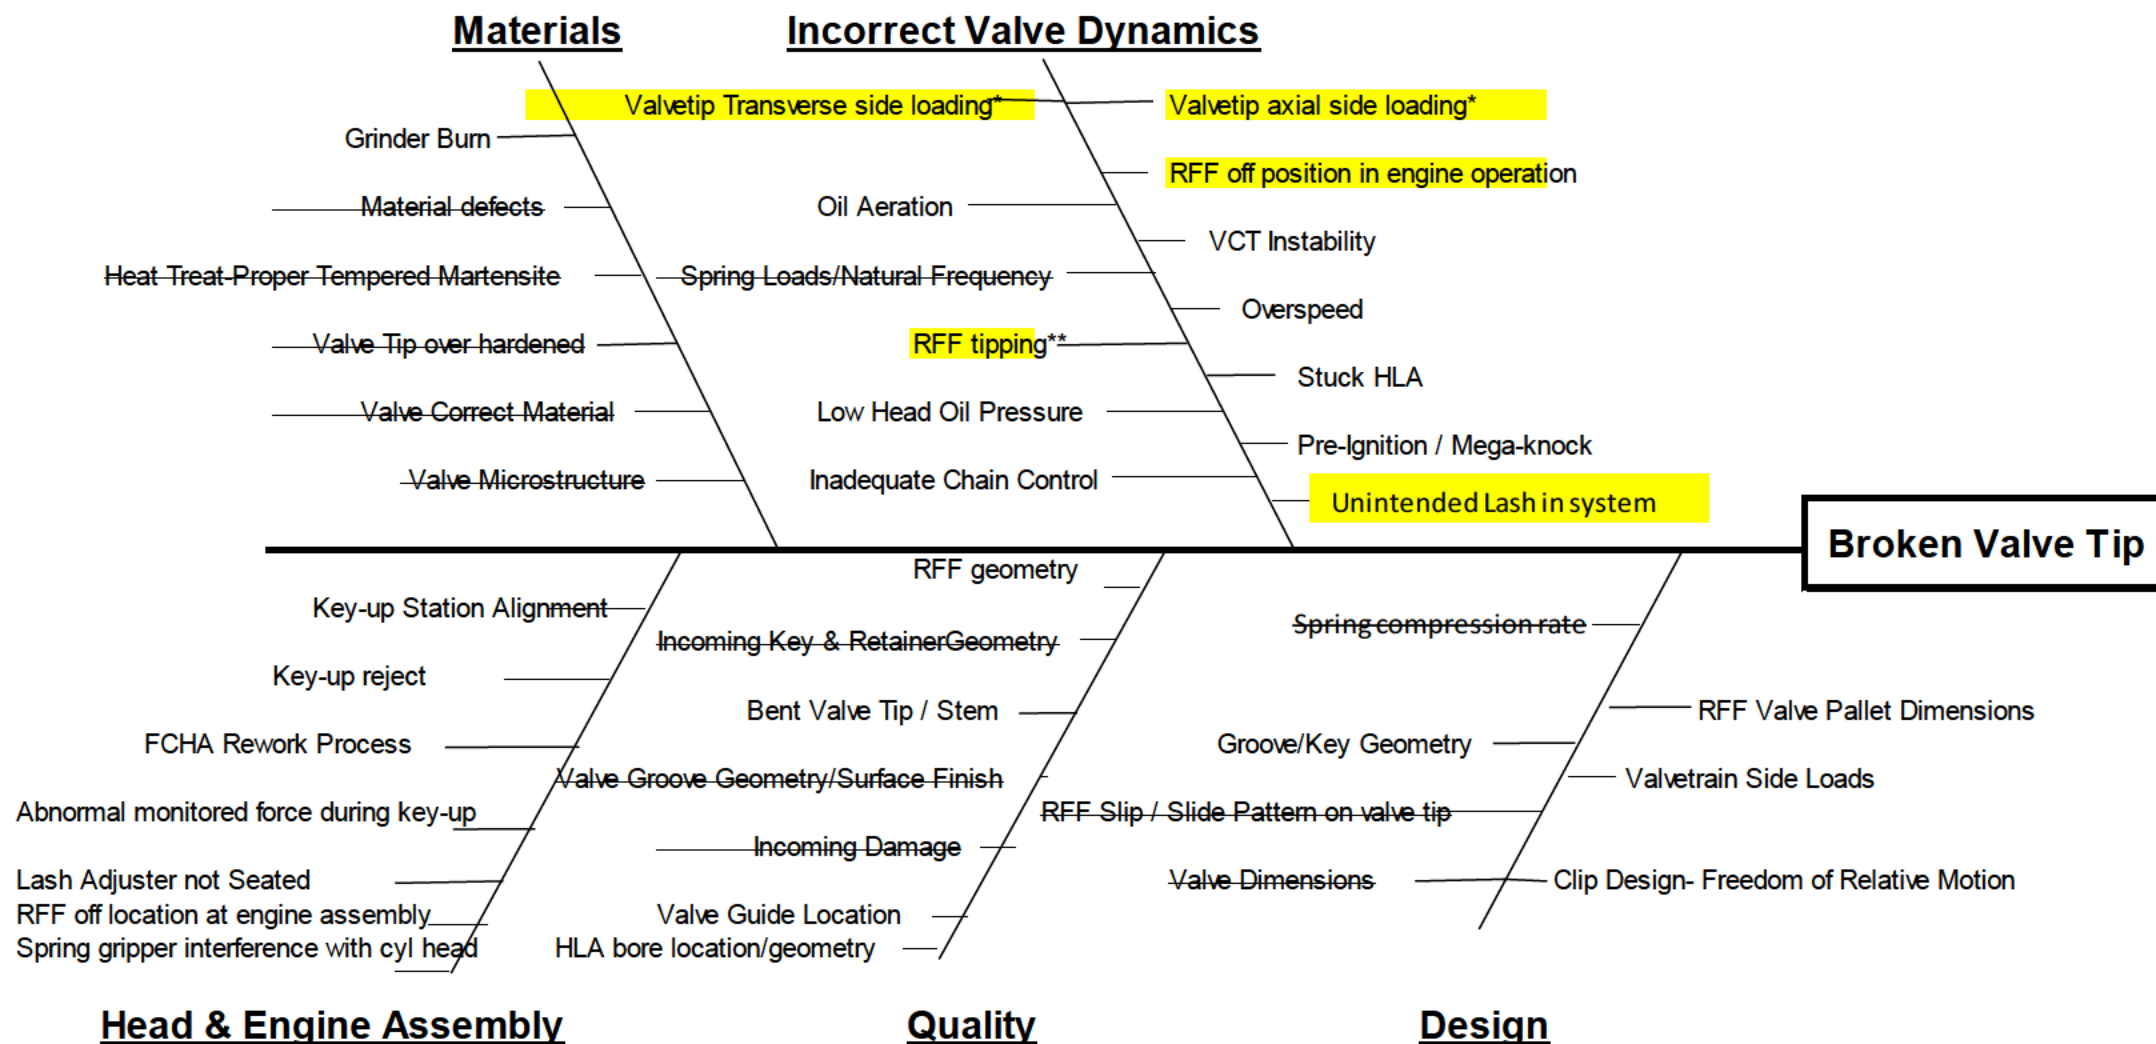 Materials
Incorrect Valve Dynamics
Valvetip Transverse side loading*
Valvetip axial side loading*
Grinder Burn
RFF off position in engine operation
Material defects
Oil Aeration
VCT Instability
Heat Treat-Proper Tempered Martensite
Spring Loads/Natural Frequency
Overspeed
Valve Tip over hardened
RFF tipping**
Stuck HLA
Valve Correct Material
Low Head Oil Pressure
Pre-Ignition / Mega-knock
Valve Microstructure
Inadequate Chain Control
Unintended Lash in system
Broken Valve Tip
RFF geometry
Key-up Station Alignment
Spring compression rate
Incoming Key & RetainerGeometry
Key-up reject
Bent Valve Tip / Stem
RFF Valve Pallet Dimensions
FCHA Rework Process
Groove/Key Geometry
Valve Groove Geometry/Surface Finish
Valvetrain Side Loads
Abnormal monitored force during key-up
RFF Slip / Slide Pattern on valve tip
Incoming Damage
Lash Adjuster not Seated
Valve Dimensions
Clip Design- Freedom of Relative Motion
RFF off location at engine assembly
Valve Guide Location
Spring gripper interference with cyl head
HLA bore location/geometry
Head & Engine Assembly
Quality
Design